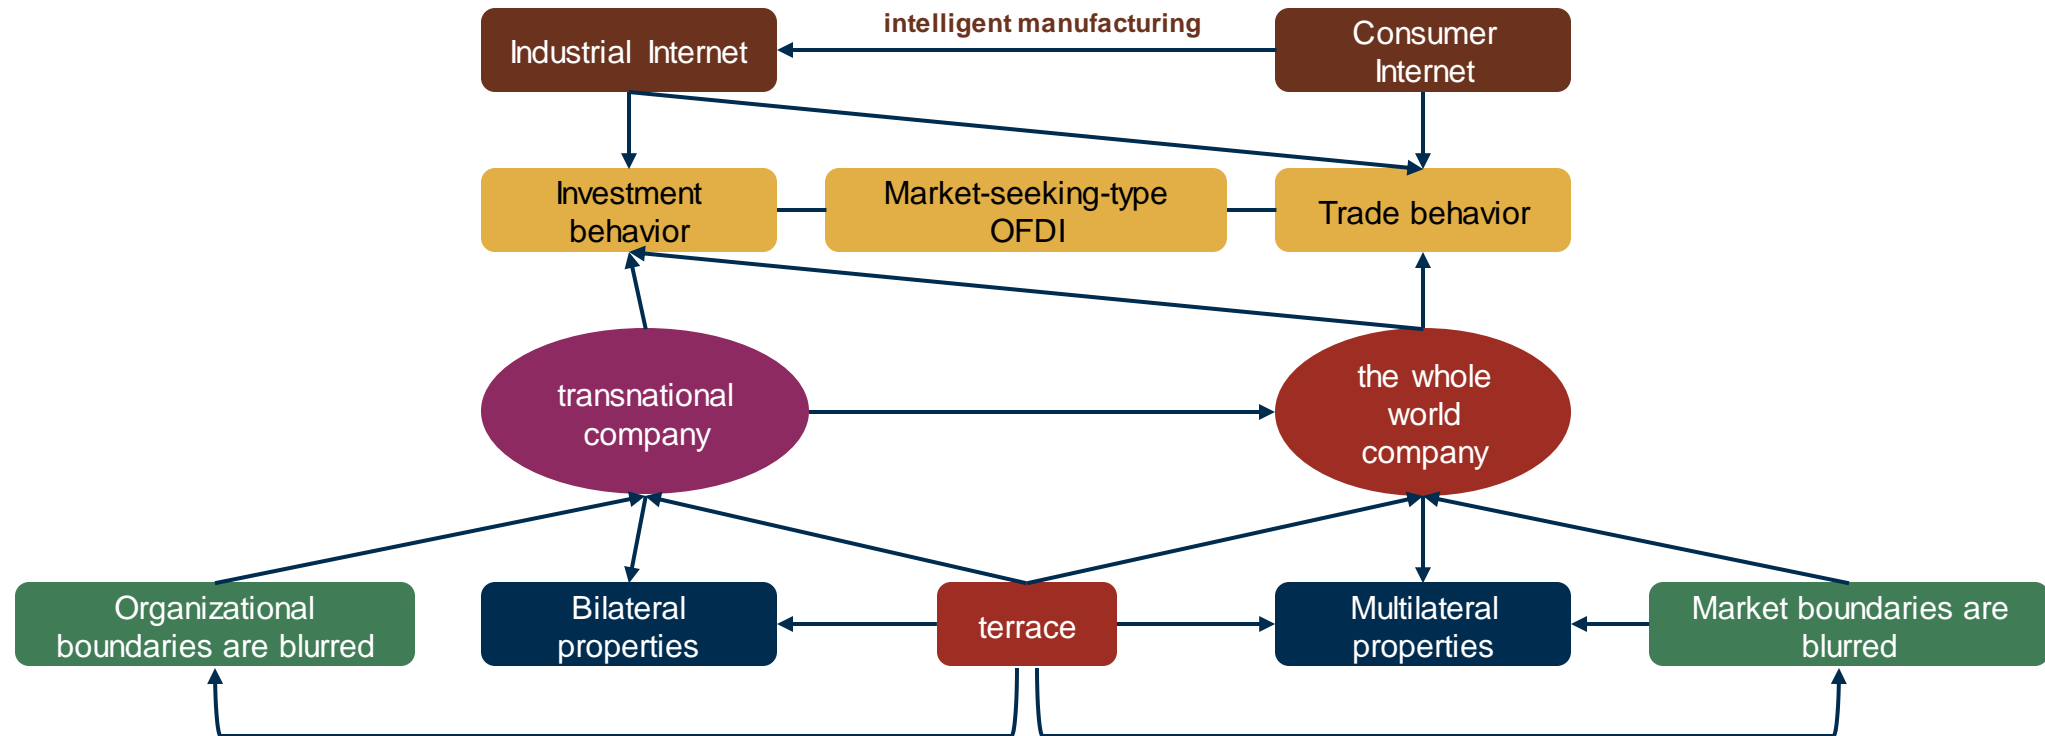 intelligent manufacturing
Industrial Internet
Consumer
Internet
Investment
behavior
Market-seeking-type
OFDI
Trade behavior
transnational
company
the whole
world
company
Organizational
boundaries are blurred
Bilateral
properties
terrace
Multilateral
properties
Market boundaries are
blurred